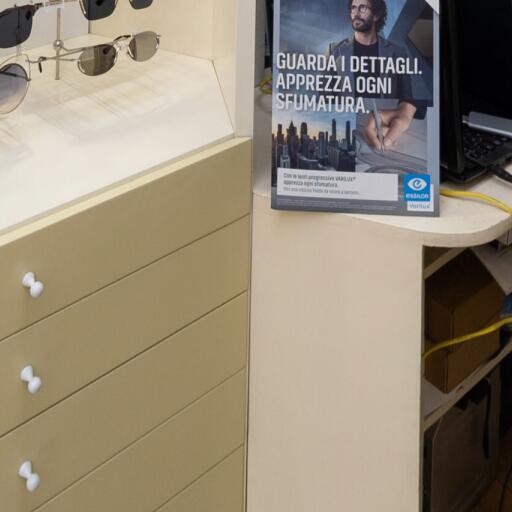 GUARDA I DETTAGLI.
APPREZZA OGNI
SFUMATURA.
Con le lenti progressive VARILUX®
apprezza ogni sfumatura.
essilor
Varilux